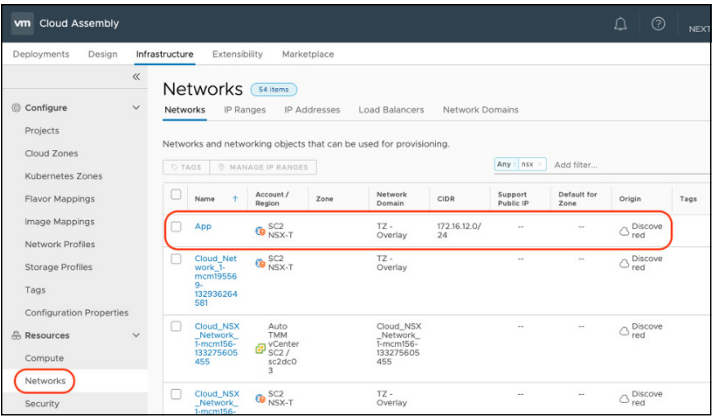 vm Cloud Assembly
NEXT
Deployments Design Infrastructure Extensibility Marketplace
Configure
Projects
Cloud Zones
Kubernetes Zones
Flavor Mappings
Image Mappings
Network Profiles
Storage Profiles
Tags
Configuration Properties
Resources
Compute
Networks
Security
Networks 54 items
Networks IP Ranges IP Addresses Load Balancers Network Domains
Networks and networking objects that can be used for provisioning.
TAGS MANAGE IP RANGES
Any : nsx × Add filter...
Name ↑ Account / Region Zone Network Domain CIDR Support Public IP Default for Zone Origin Tags
App SC2 NSX-T TZ - Overlay 172.16.12.0/ 24 -- -- Discove red
Cloud_Net
work_1-
mcm19556
9-
132936264
581
SC2
NSX-T
TZ -
Overlay
--
--
Discove
red
Cloud_NSX
_Network_
1-mcm156-
133275605
455
Auto
TMM
vCenter
SC2 /
sc2dc0
3
Cloud_NSX
_Network_
1-mcm156-
133275605
455
--
--
Discove
red
Cloud_NSX
_Network_
1-mcm156-
SC2
NSX-T
TZ -
Overlay
--
--
Discove
red